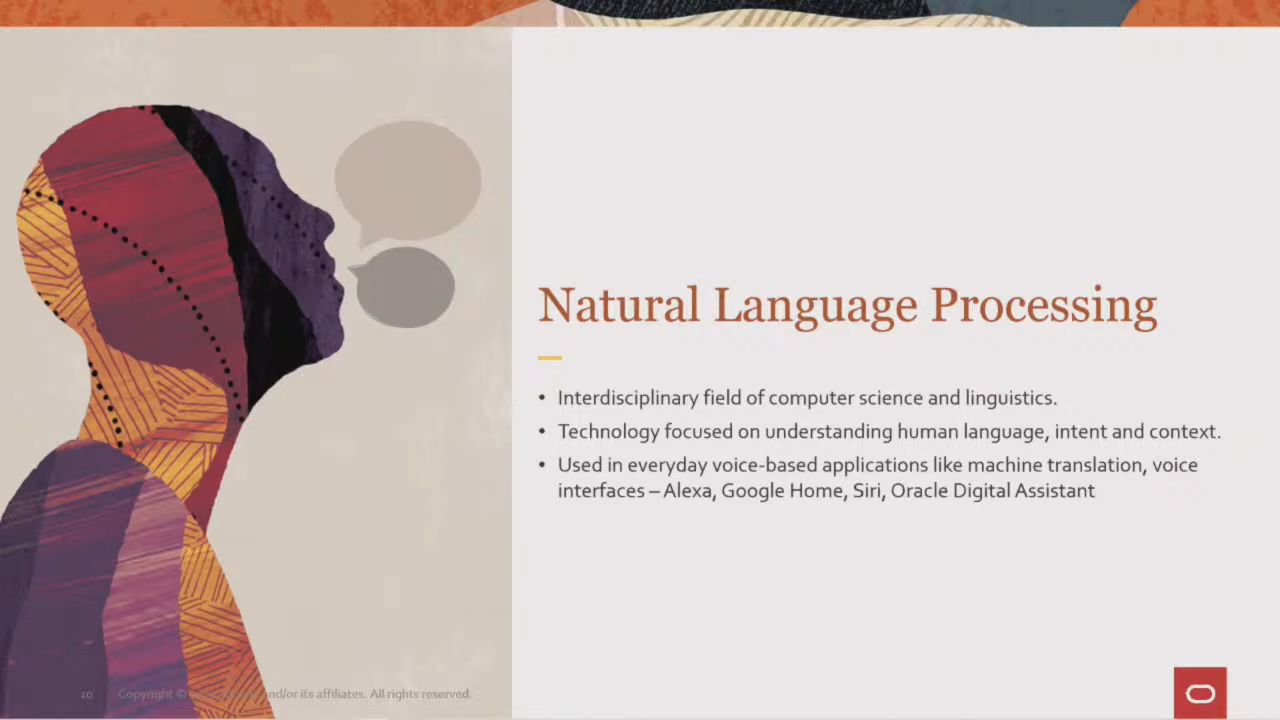 Natural Language Processing
• Interdisciplinary field of computer science and linguistics.
• Technology focused on understanding human language, intent and context.
• Used in everyday voice-based applications like machine translation, voice
interfaces – Alexa, Google Home, Siri, Oracle Digital Assistant
10 Copyright © and/or its affiliates. All rights reserved.